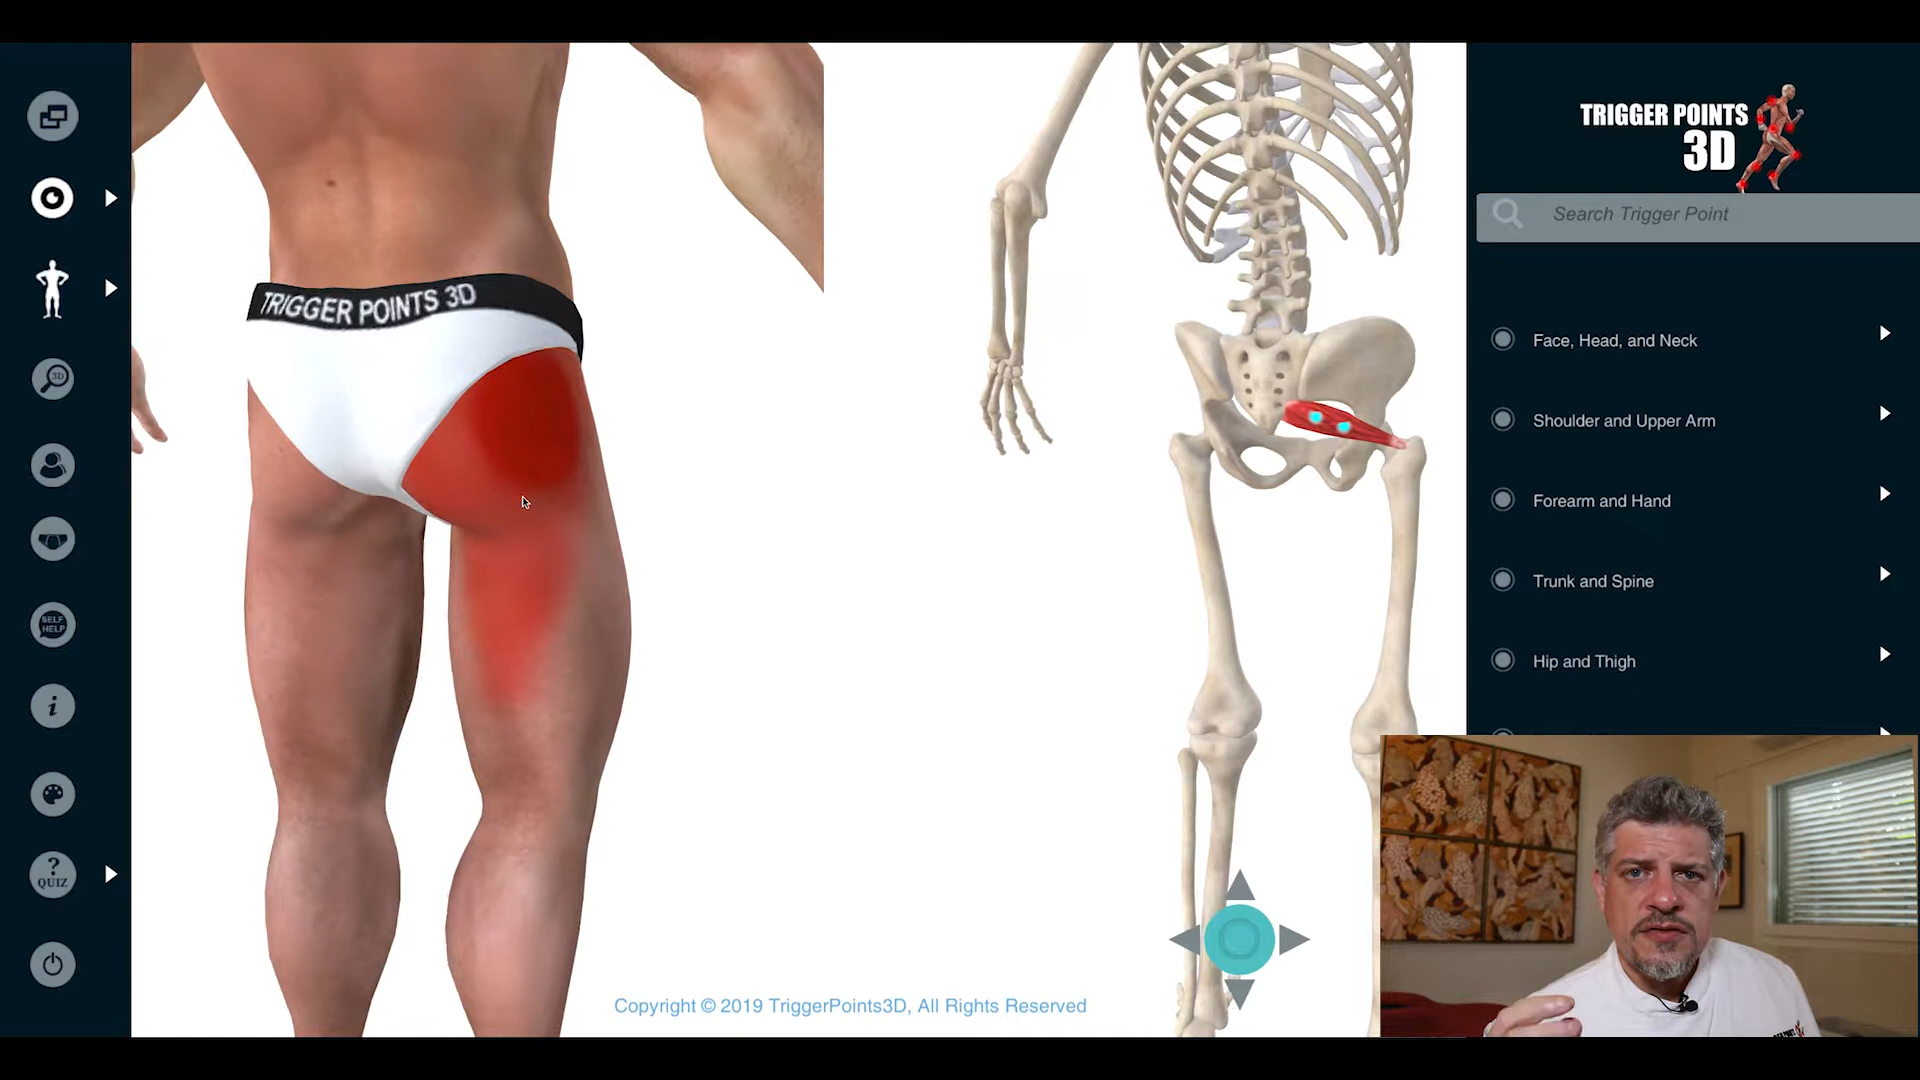 TRIGGER POINTS
3D
Search Trigger Point
TRIGGER POINTS 3D
Face, Head, and Neck
Shoulder and Upper Arm
Forearm and Hand
Trunk and Spine
Hip and Thigh
3D
SELF
HELP
i
?
QUIZ
Copyright © 2019 TriggerPoints3D, All Rights Reserved